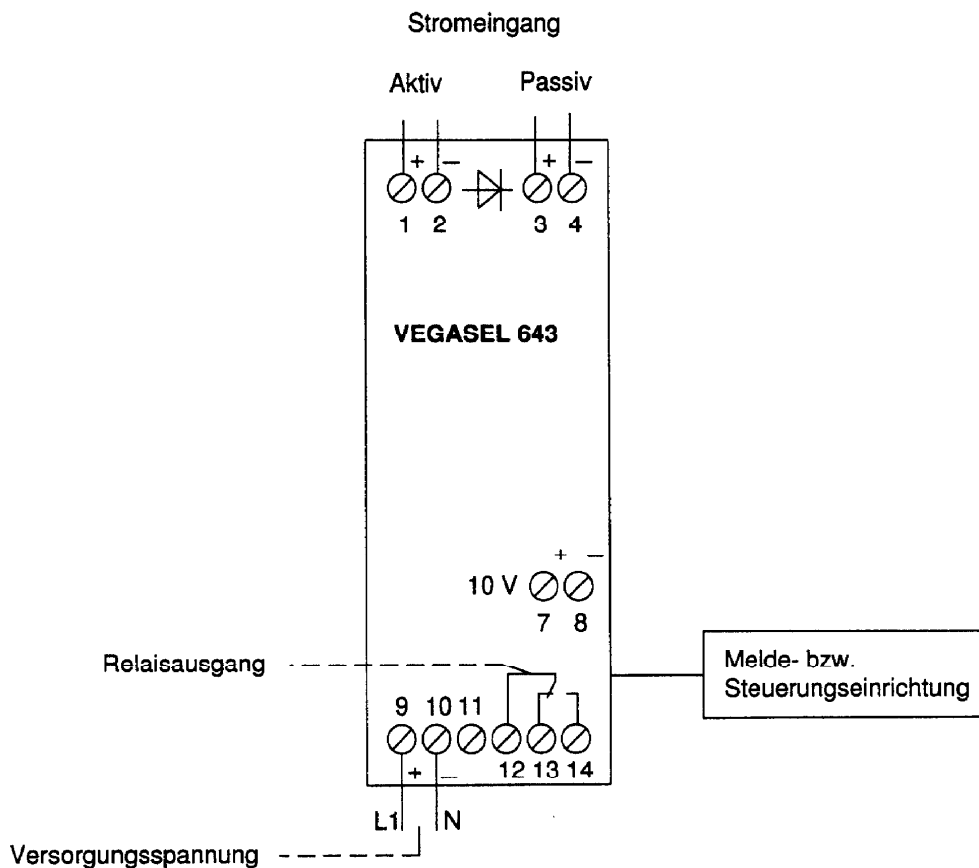 Stromeingang
Aktiv Passiv
+ – + –
1 2 3 4
VEGASEL 643
+ –
10 V
7 8
Relaisausgang
Melde- bzw.
Steuerungseinrichtung
9 10 11
12 13 14
+ –
L1 N
Versorgungsspannung